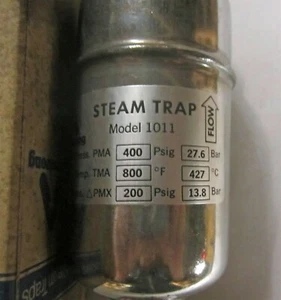 STEAM TRAP
FLOW
Model 1011
PMA 400 Psig 27.6 Bar
TMA 800 °F 427 °C
△PMX 200 Psig 13.8 Bar
Traps